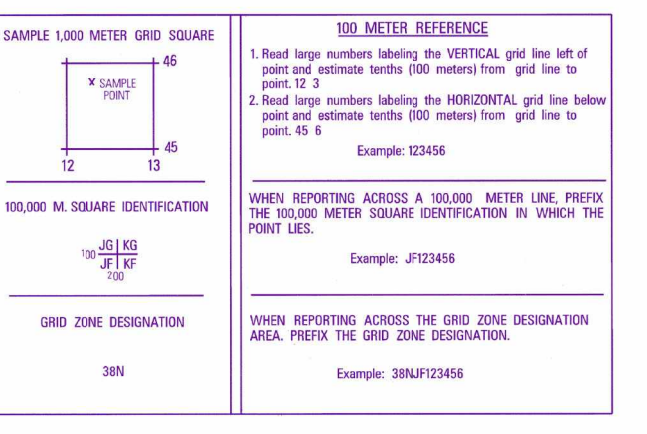 SAMPLE 1,000 METER GRID SQUARE
46
X SAMPLE
POINT
45
12 13
100,000 M. SQUARE IDENTIFICATION
JG KG
100
JF KF
200
GRID ZONE DESIGNATION
38N
100 METER REFERENCE
1. Read large numbers labeling the VERTICAL grid line left of
point and estimate tenths (100 meters) from grid line to
point. 12 3
2. Read large numbers labeling the HORIZONTAL grid line below
point and estimate tenths (100 meters) from grid line to
point. 45 6
Example: 123456
WHEN REPORTING ACROSS A 100,000 METER LINE, PREFIX
THE 100,000 METER SQUARE IDENTIFICATION IN WHICH THE
POINT LIES.
Example: JF123456
WHEN REPORTING ACROSS THE GRID ZONE DESIGNATION
AREA. PREFIX THE GRID ZONE DESIGNATION.
Example: 38NJF123456